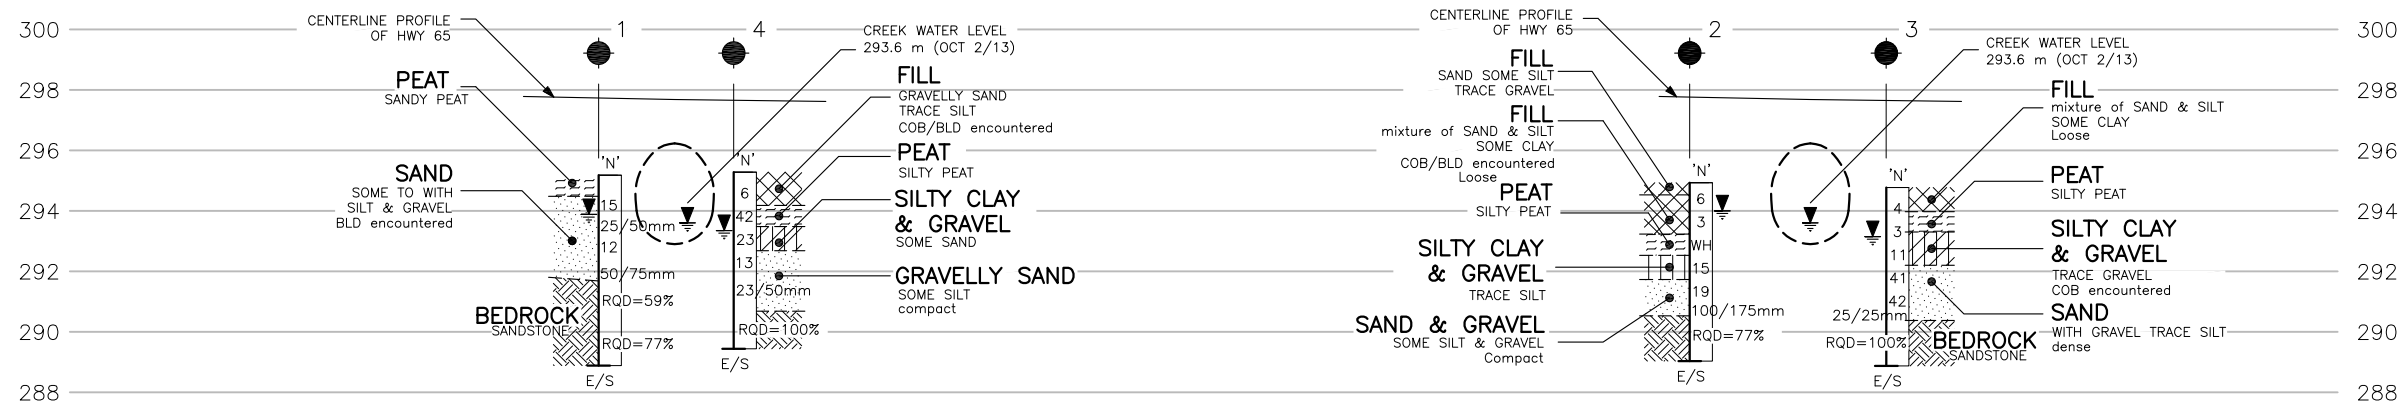 300
298
296
294
292
290
288
CENTERLINE PROFILE
OF HWY 65
1
4
CREEK WATER LEVEL
293.6 m (OCT 2/13)
PEAT
SANDY PEAT
SAND
SOME TO WITH
SILT & GRAVEL
BLD encountered
BEDROCK
SANDSTONE
'N'
15
25/50mm
12
50/75mm
RQD=59%
RQD=77%
E/S
'N'
6
42
23
13
23/50mm
RQD=100%
E/S
FILL
GRAVELLY SAND
TRACE SILT
COB/BLD encountered
PEAT
SILTY PEAT
SILTY CLAY
& GRAVEL
SOME SAND
GRAVELLY SAND
SOME SILT
compact
CENTERLINE PROFILE
OF HWY 65
2
3
CREEK WATER LEVEL
293.6 m (OCT 2/13)
FILL
SAND SOME SILT
TRACE GRAVEL
FILL
mixture of SAND & SILT
SOME CLAY
COB/BLD encountered
Loose
PEAT
SILTY PEAT
SILTY CLAY
& GRAVEL
TRACE SILT
SAND & GRAVEL
SOME SILT & GRAVEL
Compact
'N'
6
3
WH
15
19
100/175mm
RQD=77%
E/S
'N'
4
3
11
41
42
25/25mm
RQD=100%
E/S
FILL
mixture of SAND & SILT
SOME CLAY
Loose
PEAT
SILTY PEAT
SILTY CLAY
& GRAVEL
TRACE GRAVEL
COB encountered
SAND
WITH GRAVEL TRACE SILT
dense
BEDROCK
SANDSTONE
300
298
296
294
292
290
288